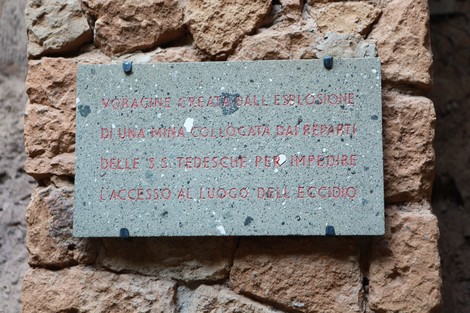 VORAGINE CREATA DALL'ESPLOSIONE
DI UNA MINA COLLOCATA DAI REPARTI
DELLE S.S. TEDESCHE PER IMPEDIRE
L'ACCESSO AL LUOGO DELL'ECCIDIO